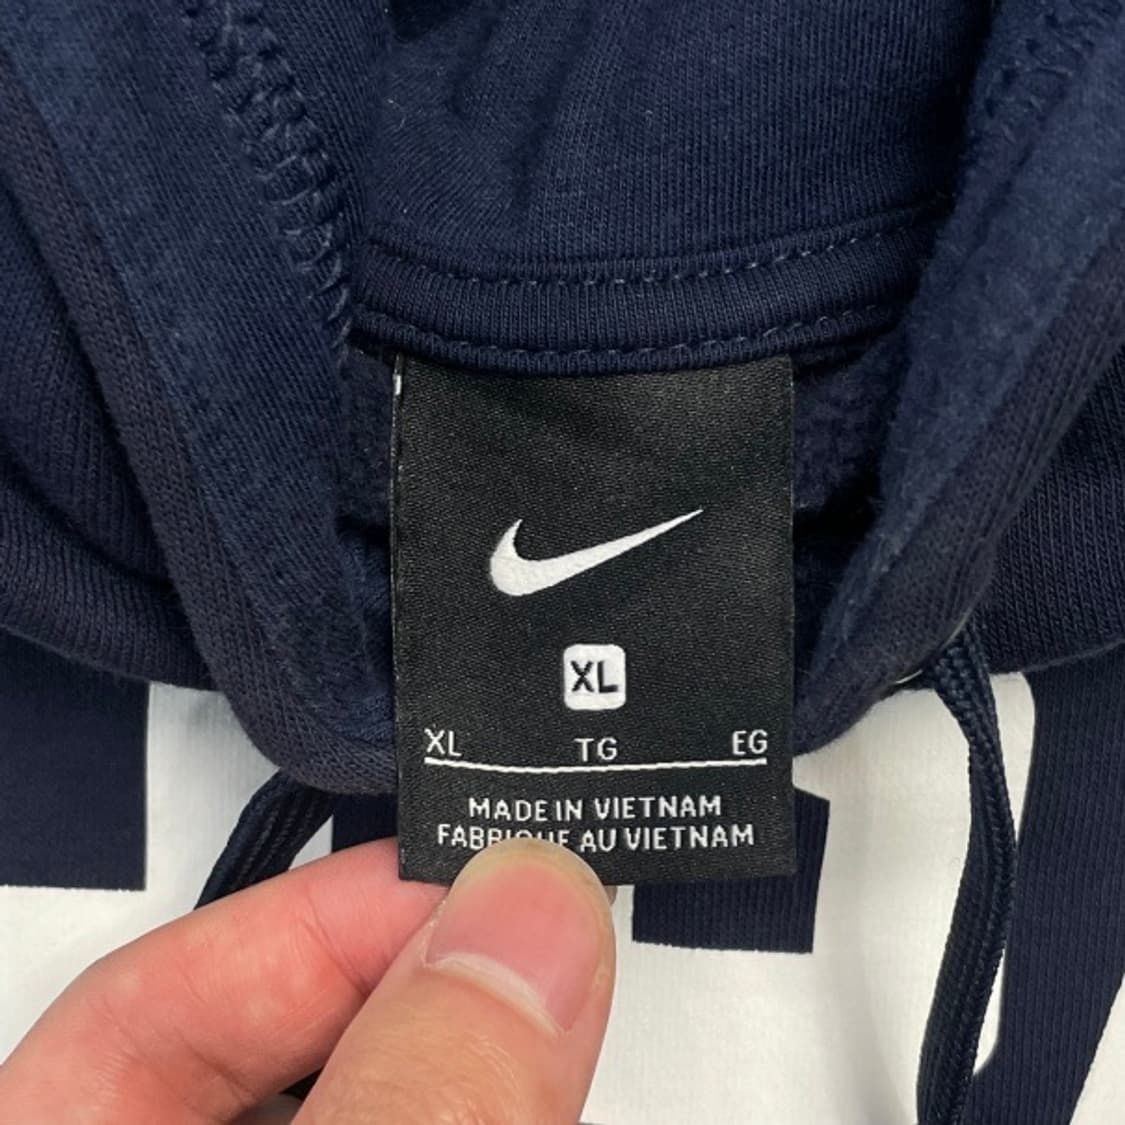 XL
XL TG EG
MADE IN VIETNAM
FABRIQUE AU VIETNAM